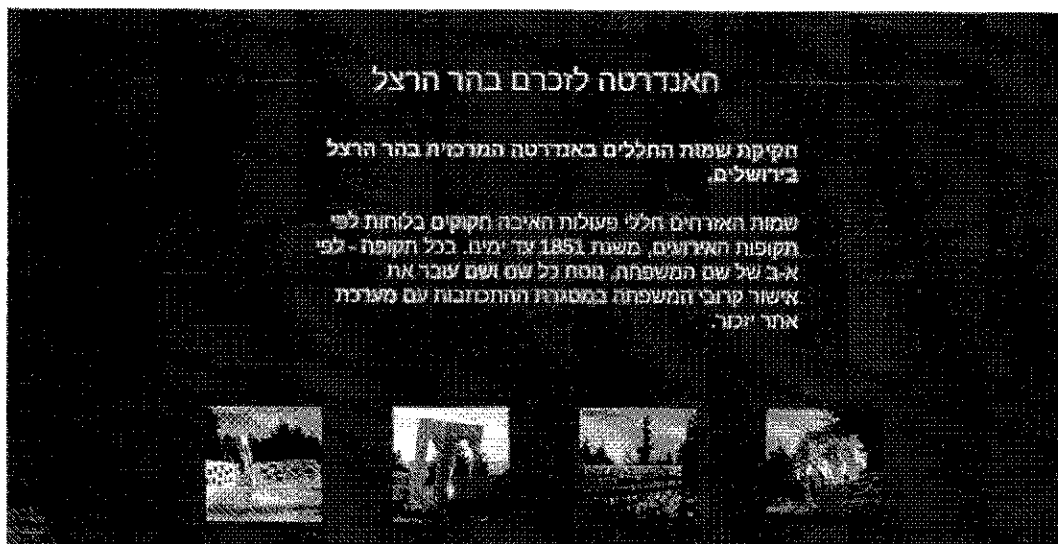 האנדרטה לזכרם בהר הרצל
חקיקת שמות החללים באנדרטה המרכזית בהר הרצל
בירושלים.
שמות האזרחים חללי פעולות האיבה חקוקים בלוחות לפי
תקופות האירועים, משנת 1851 עד ימינו. בכל תקופה - לפי
א-ב של שם המשפחה. נוסח כל שם ושם עובר את
אישור קרובי המשפחה במסגרת ההתכתבות עם מערכת
אתר יזכור.